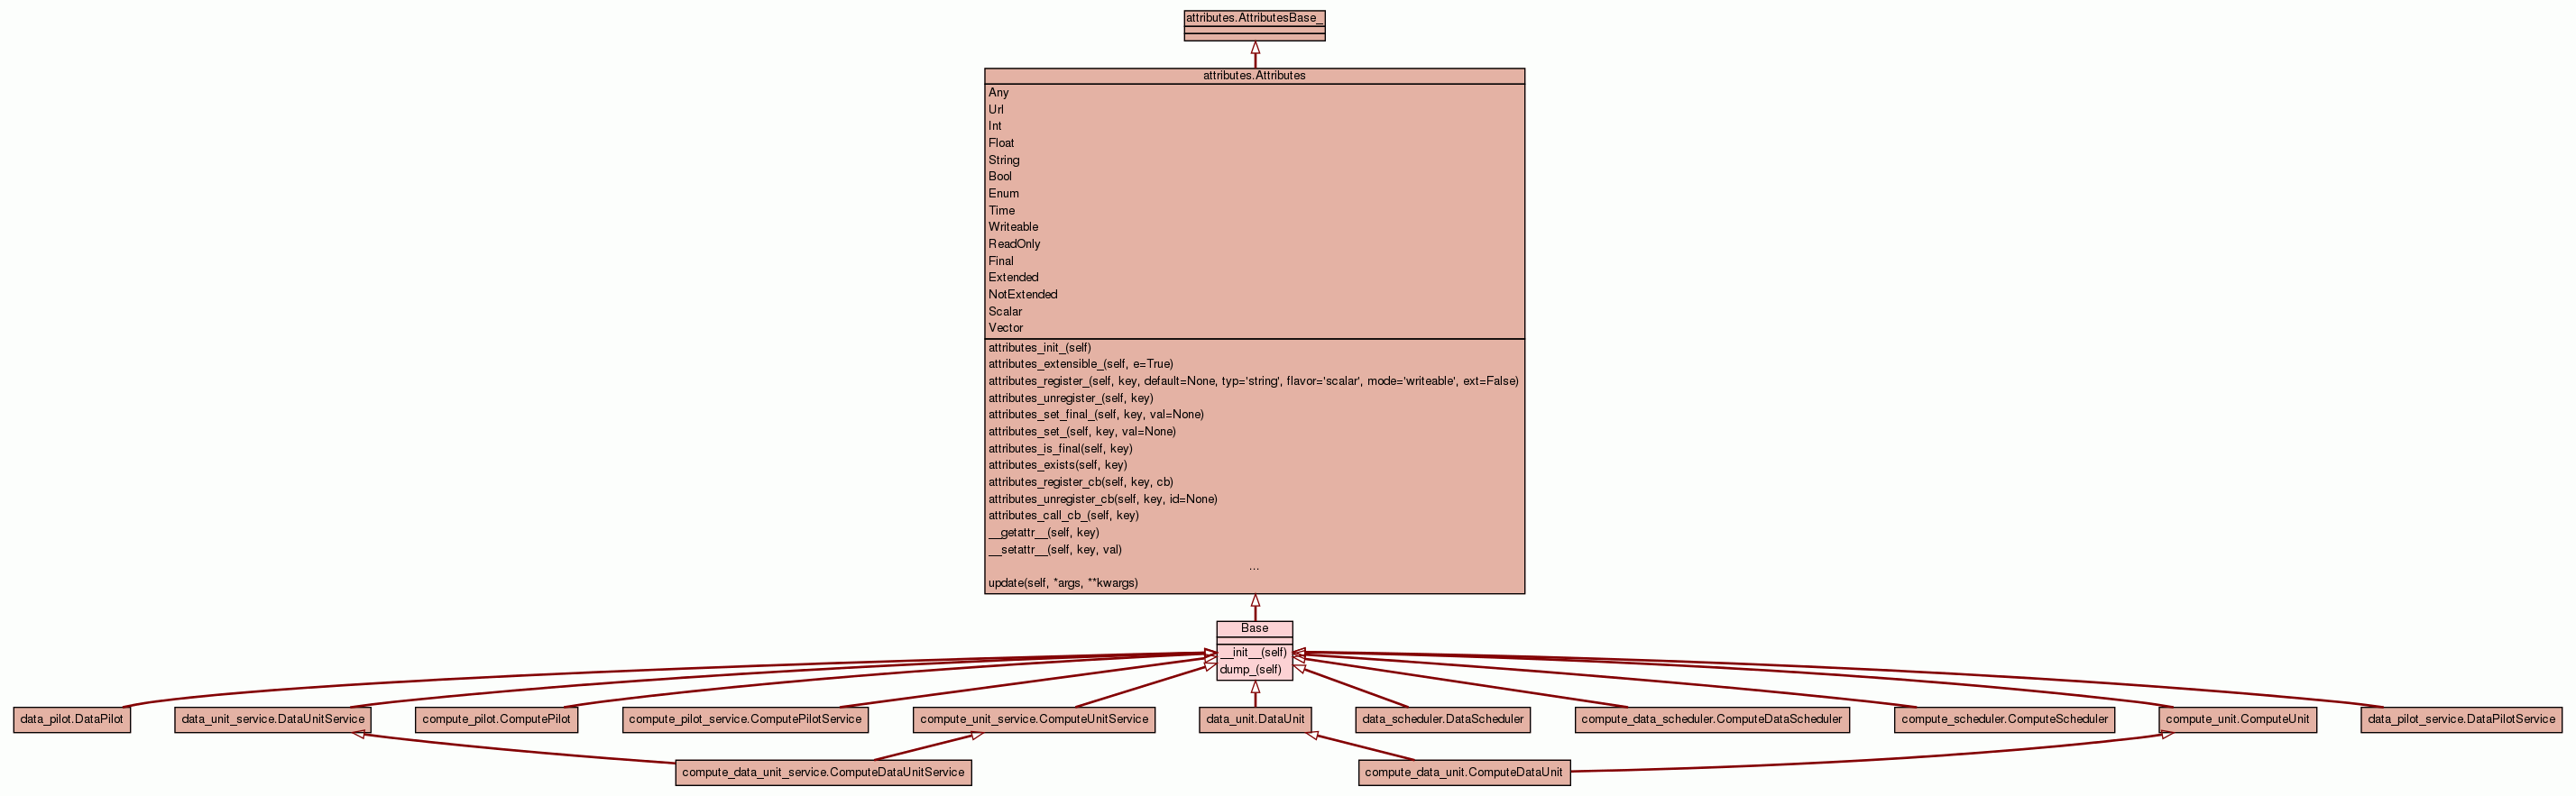 attributes.AttributesBase_
attributes.Attributes
Any
Url
Int
Float
String
Bool
Enum
Time
Writeable
ReadOnly
Final
Extended
NotExtended
Scalar
Vector
attributes_init_(self)
attributes_extensible_(self, e=True)
attributes_register_(self, key, default=None, typ='string', flavor='scalar', mode='writeable', ext=False)
attributes_unregister_(self, key)
attributes_set_final_(self, key, val=None)
attributes_set_(self, key, val=None)
attributes_is_final(self, key)
attributes_exists(self, key)
attributes_register_cb(self, key, cb)
attributes_unregister_cb(self, key, id=None)
attributes_call_cb_(self, key)
__getattr__(self, key)
__setattr__(self, key, val)
...
update(self, *args, **kwargs)
Base
__init__(self)
dump_(self)
data_pilot.DataPilot
data_unit_service.DataUnitService
compute_pilot.ComputePilot
compute_pilot_service.ComputePilotService
compute_unit_service.ComputeUnitService
data_unit.DataUnit
data_scheduler.DataScheduler
compute_data_scheduler.ComputeDataScheduler
compute_scheduler.ComputeScheduler
compute_unit.ComputeUnit
data_pilot_service.DataPilotService
compute_data_unit_service.ComputeDataUnitService
compute_data_unit.ComputeDataUnit